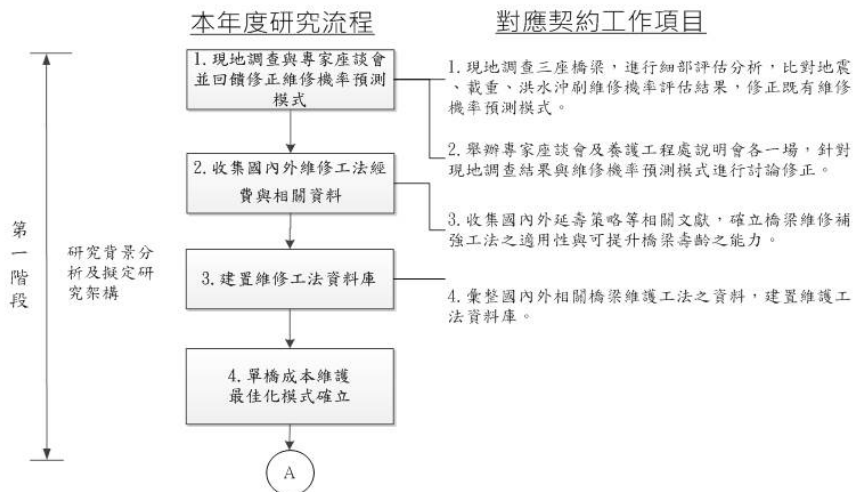 本年度研究流程
對應契約工作項目
1.現地調查與專家座談會
並回饋修正維修機率預測
模式
1.現地調查三座橋梁，進行細部評估分析，比對地震
、載重、洪水沖刷維修機率評估結果，修正既有維修
機率預測模式。
2.舉辦專家座談會及養護工程處說明會各一場，針對
現地調查結果與維修機率預測模式進行討論修正。
2.收集國內外維修工法經
費與相關資料
3.收集國內外延壽策略等相關文獻，確立橋梁維修補
強工法之適用性與可提升橋梁壽齡之能力。
第一階段
研究背景分
析及擬定研
究架構
3.建置維修工法資料庫
4.彙整國內外相關橋梁維護工法之資料，建置維護工
法資料庫。
4.單橋成本維護
最佳化模式確立
A